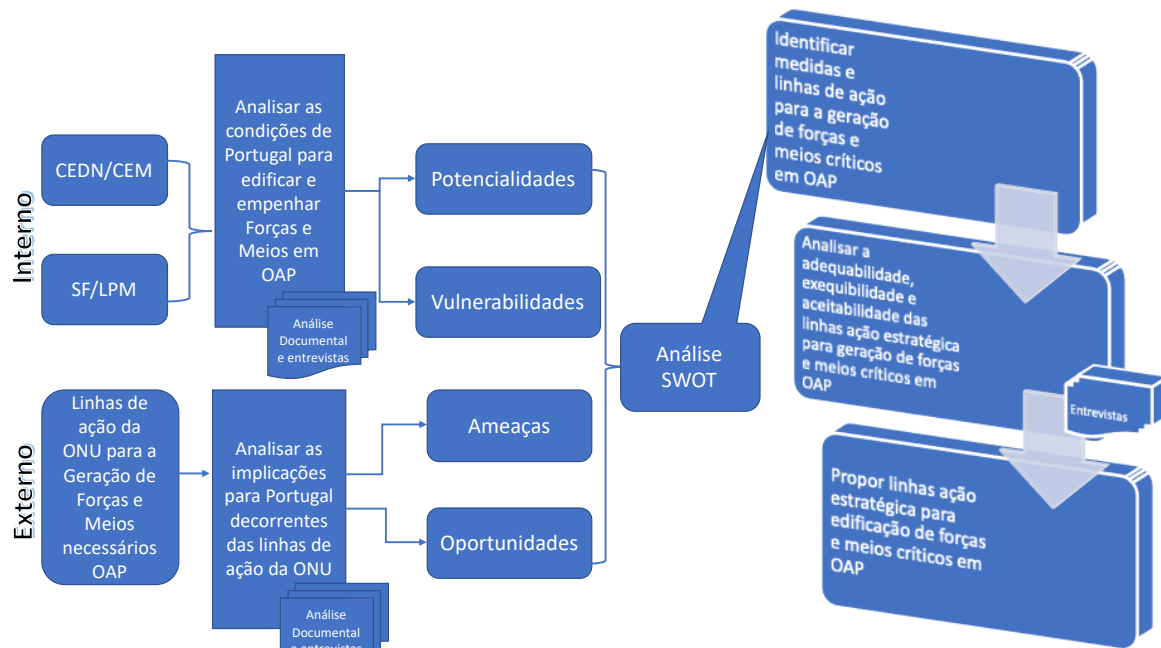 Interno
CEDN/CEM
SF/LPM
Analisar as
condições de
Portugal para
edificar e
empenhar
Forças e
Meios em
OAP
Análise
Documental
e entrevistas
Potencialidades
Vulnerabilidades
Externo
Linhas de
ação da
ONU para a
Geração de
Forças e
Meios
necessários
OAP
Analisar as
implicações
para Portugal
decorrentes
das linhas de
ação da ONU
Análise
Documental
e entrevistas
Ameaças
Oportunidades
Análise
SWOT
Identificar
medidas e
linhas de ação
para a geração
de forças e
meios críticos
em OAP
Analisar a
adequabilidade,
exequibilidade e
aceitabilidade das
linhas ação estratégica
para geração de forças
e meios críticos em
OAP
Entrevistas
Propor linhas ação
estratégica para
edificação de forças
e meios críticos em
OAP